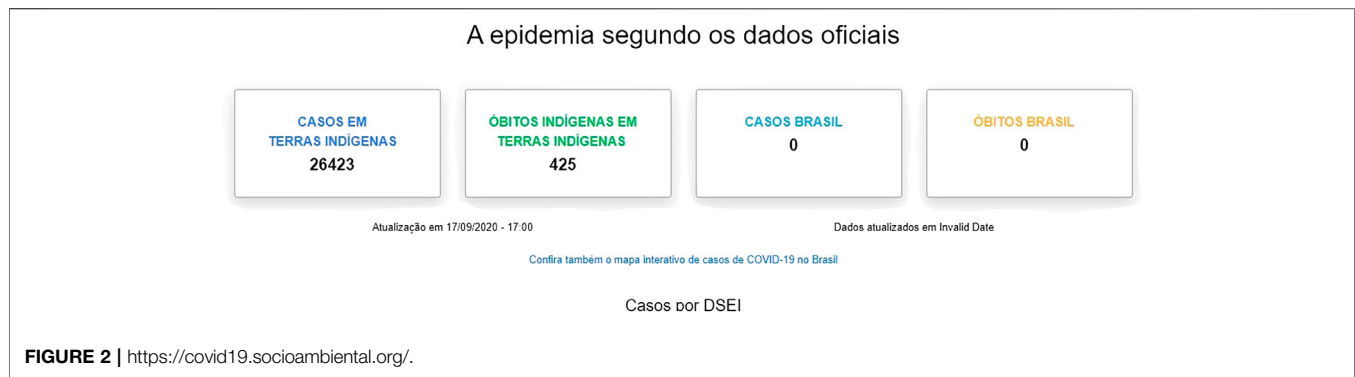 A epidemia segundo os dados oficiais
CASOS EM
TERRAS INDÍGENAS
26423
ÓBITOS INDÍGENAS EM
TERRAS INDÍGENAS
425
CASOS BRASIL
0
ÓBITOS BRASIL
0
Atualização em 17/09/2020 - 17:00
Dados atualizados em Invalid Date
Confira também o mapa interativo de casos de COVID-19 no Brasil
Casos por DSEI
FIGURE 2 | https://covid19.socioambiental.org/.